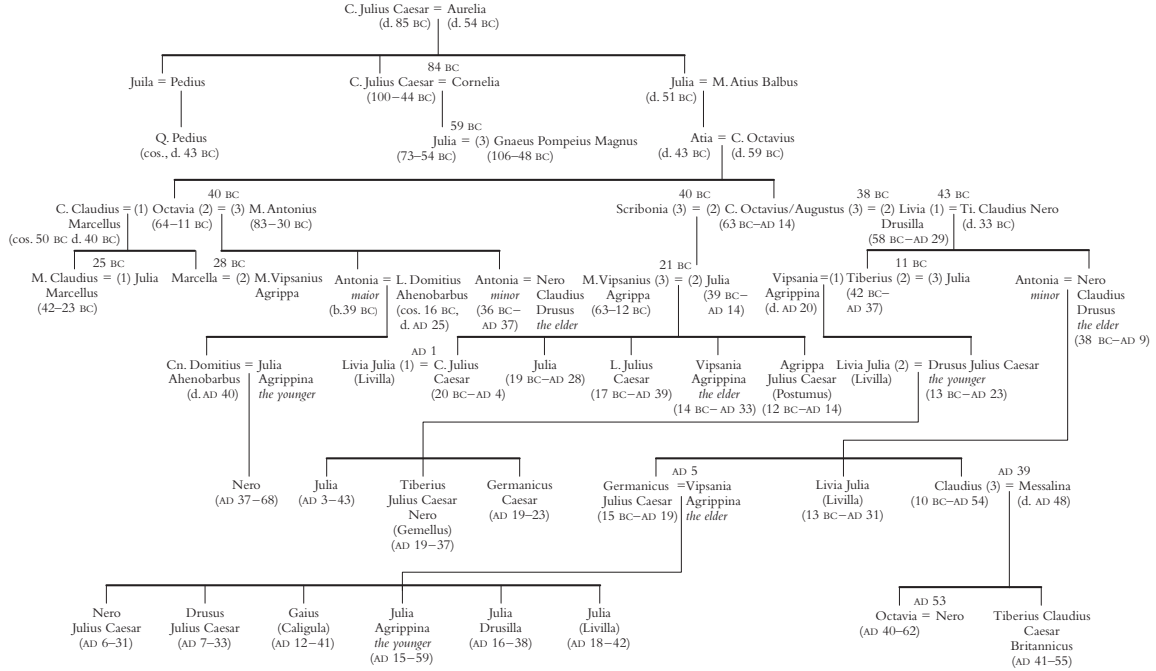 C. Julius Caesar = Aurelia
(d. 85 BC) (d. 54 BC)
84 BC
Juila = Pedius C. Julius Caesar = Cornelia Julia = M. Atius Balbus
(100–44 BC) (d. 51 BC)
59 BC
Q. Pedius Julia = (3) Gnaeus Pompeius Magnus Atia = C. Octavius
(cos., d. 43 BC) (73–54 BC) (106–48 BC) (d. 43 BC) (d. 59 BC)
40 BC 40 BC 38 BC 43 BC
C. Claudius = (1) Octavia (2) = (3) M. Antonius Scribonia (3) = (2) C. Octavius/Augustus (3) = (2) Livia (1) = Ti. Claudius Nero
Marcellus (64–11 BC) (83–30 BC) (63 BC–AD 14) Drusilla (d. 33 BC)
(cos. 50 BC d. 40 BC) (58 BC–AD 29)
25 BC 28 BC 21 BC 11 BC
M. Claudius = (1) Julia Marcella = (2) M. Vipsanius Antonia = L. Domitius Antonia = Nero M. Vipsanius (3) = (2) Julia Vipsania = (1) Tiberius (2) = (3) Julia Antonia = Nero
Marcellus Agrippa maior Ahenobarbus minor Claudius Agrippa (39 BC– Agrippina (42 BC– minor Claudius
(42–23 BC) (b.39 BC) (cos. 16 BC, (36 BC– Drusus (63–12 BC) AD 14) (d. AD 20) AD 37) Drusus
d. AD 25) AD 37) the elder the elder
(38 BC–AD 9)
AD 1
Cn. Domitius = Julia Livia Julia (1) = C. Julius Julia L. Julius Vipsania Agrippa Livia Julia (2) = Drusus Julius Caesar
Ahenobarbus Agrippina (Livilla) Caesar (19 BC–AD 28) Caesar Agrippina Julius Caesar (Livilla) the younger
(d. AD 40) the younger (20 BC–AD 4) (17 BC–AD 39) the elder (Postumus) (13 BC–AD 23)
(14 BC–AD 33) (12 BC–AD 14)
AD 5 AD 39
Nero Julia Tiberius Germanicus Germanicus = Vipsania Livia Julia Claudius (3) = Messalina
(AD 37–68) (AD 3–43) Julius Caesar Caesar Julius Caesar Agrippina (Livilla) (10 BC–AD 54) (d. AD 48)
Nero (AD 19–23) (15 BC–AD 19) the elder (13 BC–AD 31)
(Gemellus)
(AD 19–37)
AD 53
Nero Drusus Gaius Julia Julia Julia Octavia = Nero Tiberius Claudius
Julius Caesar Julius Caesar (Caligula) Agrippina Drusilla (Livilla) (AD 40–62) Caesar
(AD 6–31) (AD 7–33) (AD 12–41) the younger (AD 16–38) (AD 18–42) Britannicus
(AD 15–59) (AD 41–55)